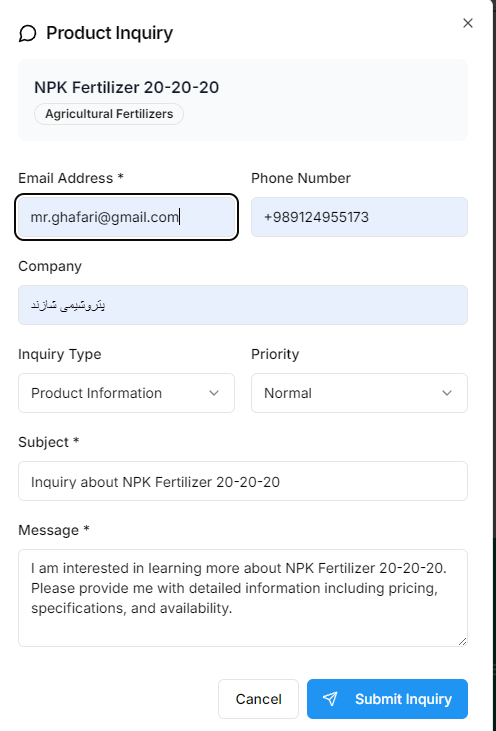 Product Inquiry
NPK Fertilizer 20-20-20
Agricultural Fertilizers
Email Address *
Phone Number
mr.ghafari@gmail.com
+989124955173
Company
پتروشیمی شازند
Inquiry Type
Priority
Product Information
Normal
Subject *
Inquiry about NPK Fertilizer 20-20-20
Message *
I am interested in learning more about NPK Fertilizer 20-20-20.
Please provide me with detailed information including pricing,
specifications, and availability.
Cancel
Submit Inquiry